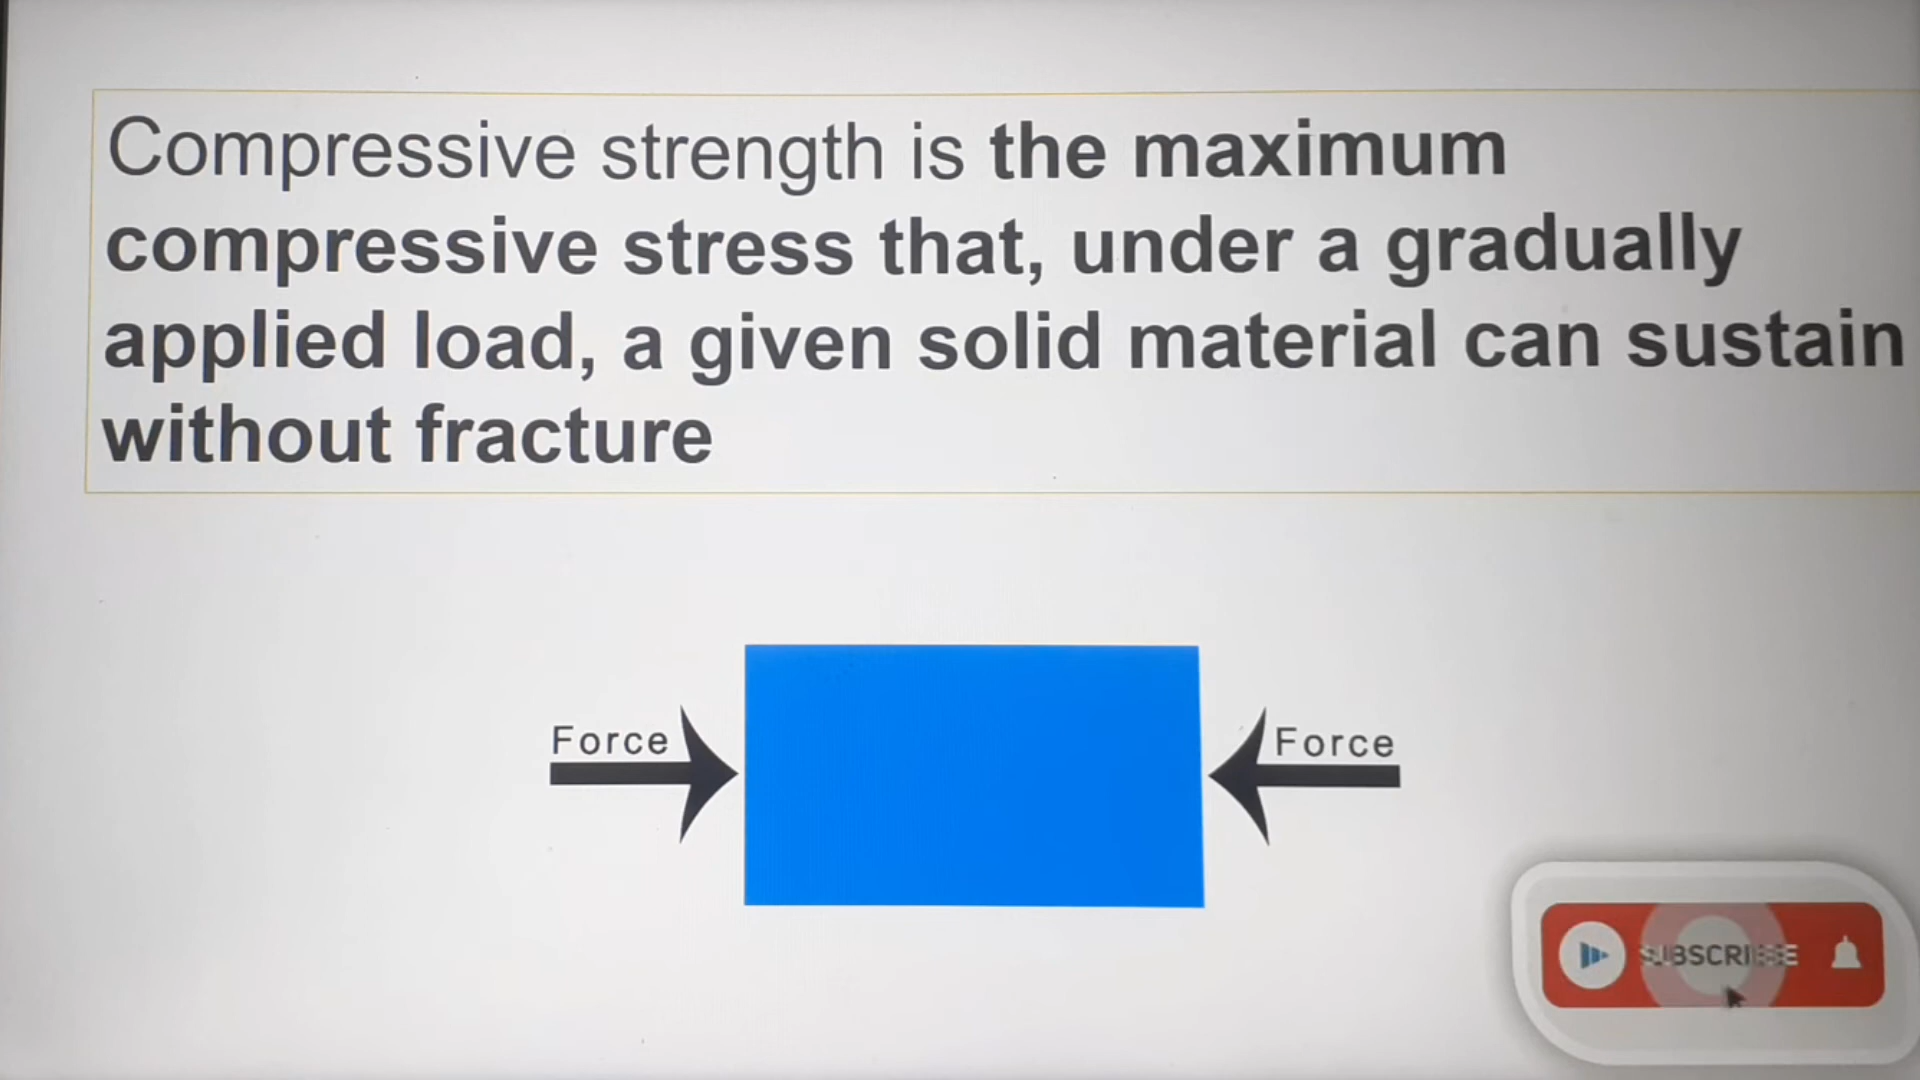 Compressive strength is the maximum
compressive stress that, under a gradually
applied load, a given solid material can sustain
without fracture
Force
Force
SUBSCRIBE